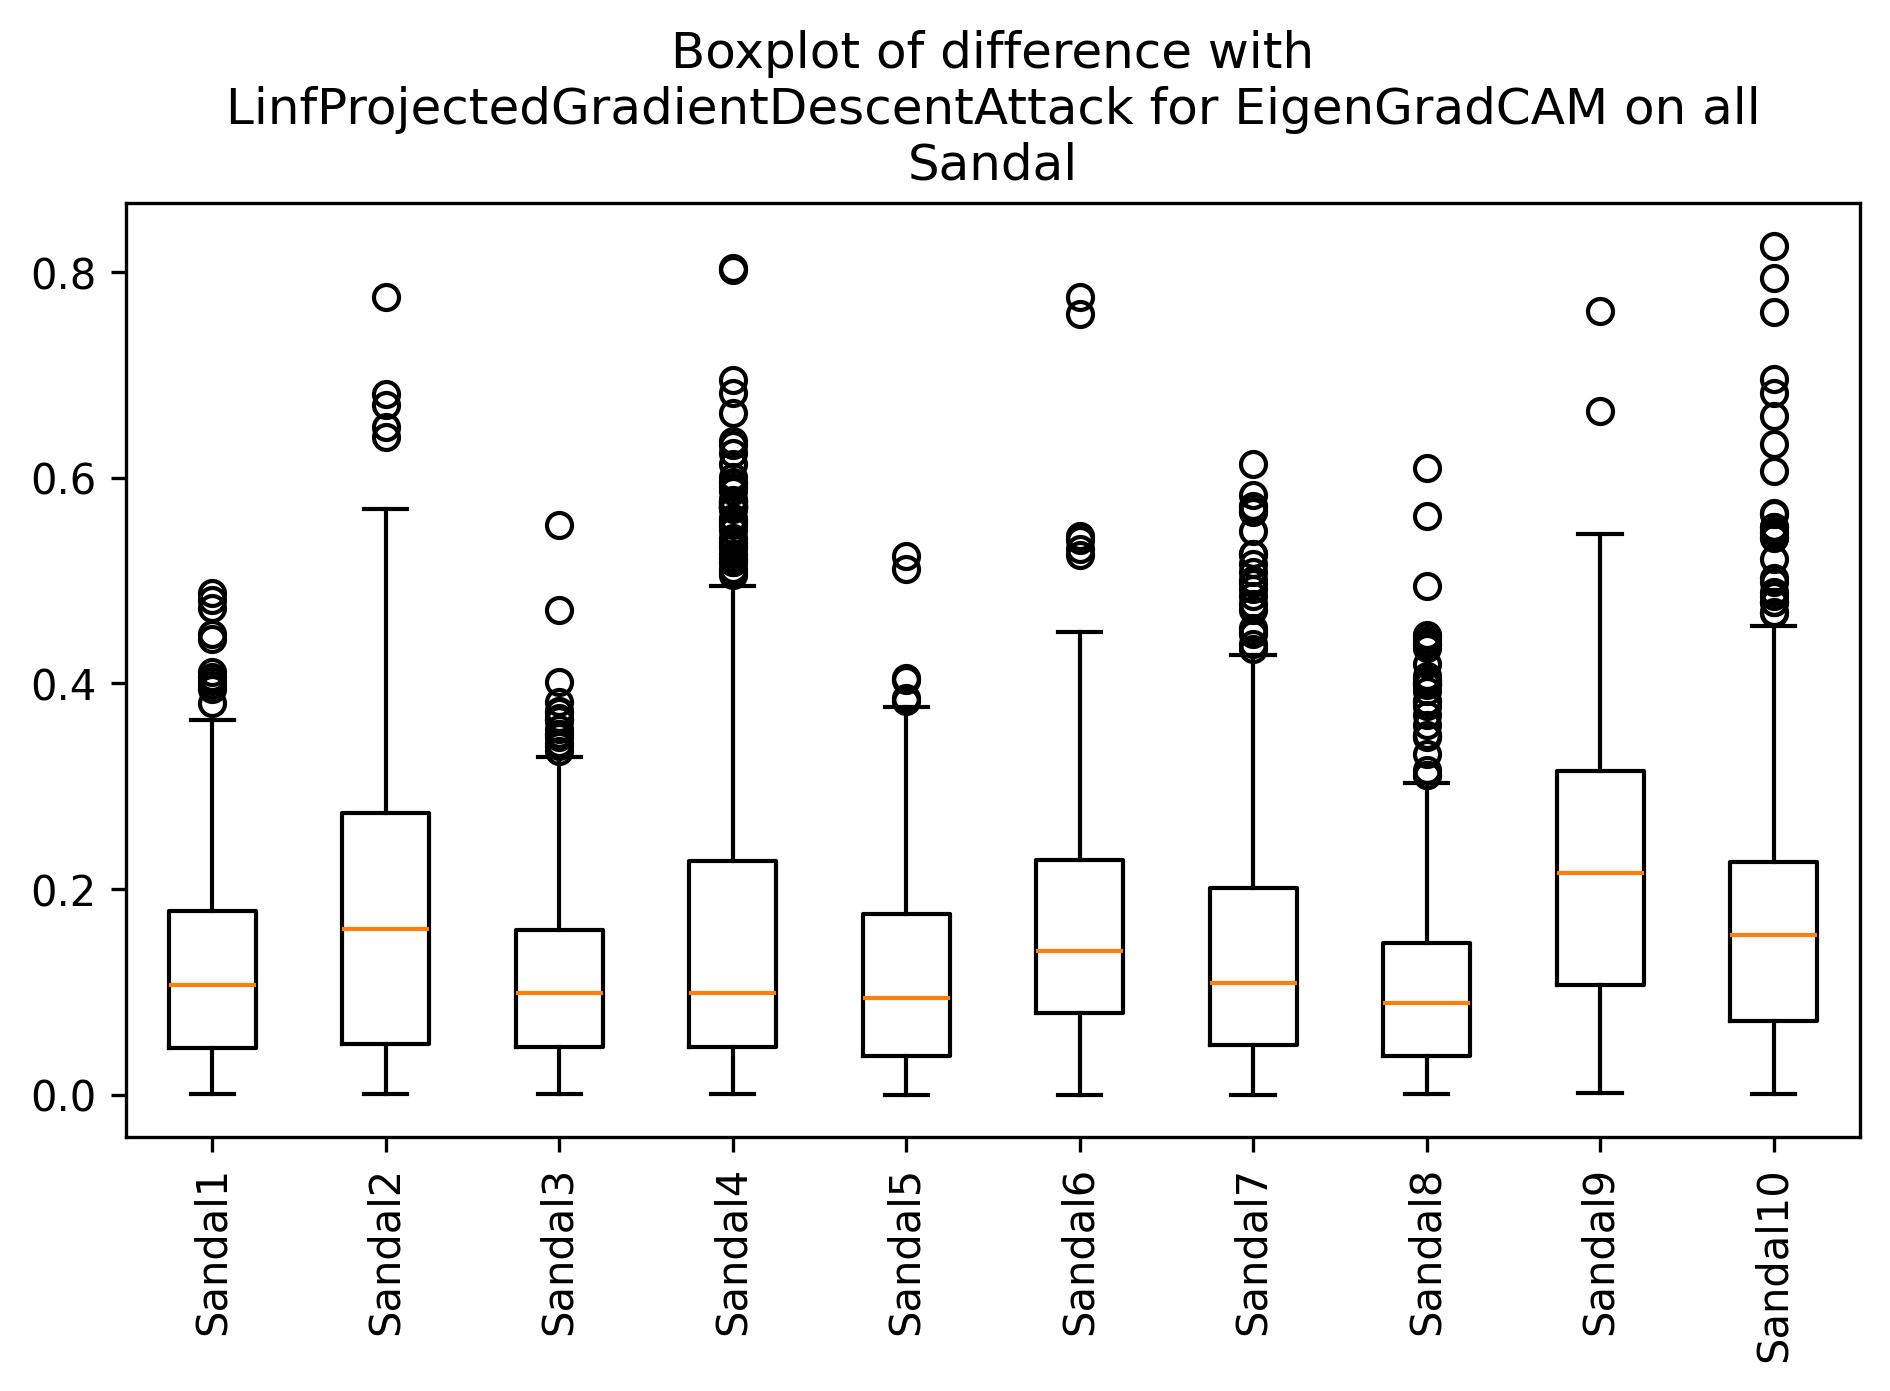 Boxplot of difference with
LinfProjectedGradientDescentAttack for EigenGradCAM on all
Sandal
0.8
0.6
0.4
0.2
0.0
Sandal1
Sandal2
Sandal3
Sandal4
Sandal5
Sandal6
Sandal7
Sandal8
Sandal9
Sandal10